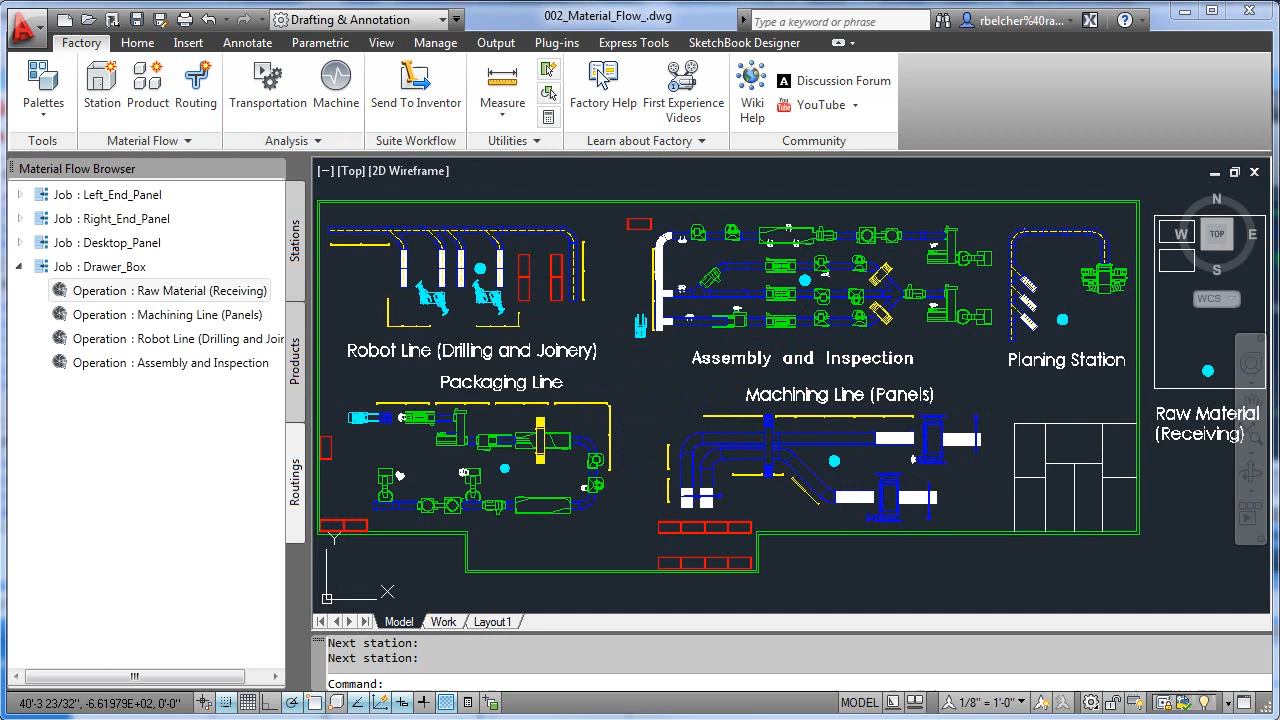 Drafting & Annotation
002_Material_Flow_.dwg
Type a keyword or phrase
rbelcher%40ra...
Factory Home Insert Annotate Parametric View Manage Output Plug-ins Express Tools SketchBook Designer
Palettes
Station
Product
Routing
Transportation
Machine
Send To Inventor
Measure
Factory Help
First Experience
Videos
Wiki
Help
Discussion Forum
You Tube
YouTube
Tools
Material Flow
Analysis
Suite Workflow
Utilities
Learn about Factory
Community
Material Flow Browser
Job : Left_End_Panel
Job : Right_End_Panel
Job : Desktop_Panel
Job : Drawer_Box
Operation : Raw Material (Receiving)
Operation : Machining Line (Panels)
Operation : Robot Line (Drilling and Join
Operation : Assembly and Inspection
Stations
Products
Routings
[−] [Top] [2D Wireframe]
N
W
TOP
E
S
WCS
Robot Line (Drilling and Joinery)
Assembly and Inspection
Planing Station
Packaging Line
Machining Line (Panels)
Raw Material
(Receiving)
Y
X
Model Work Layout1
Next station:
Next station:
Command:
40'-3 23/32", -6.61979E+02, 0'-0"
MODEL
1/8" = 1'-0"